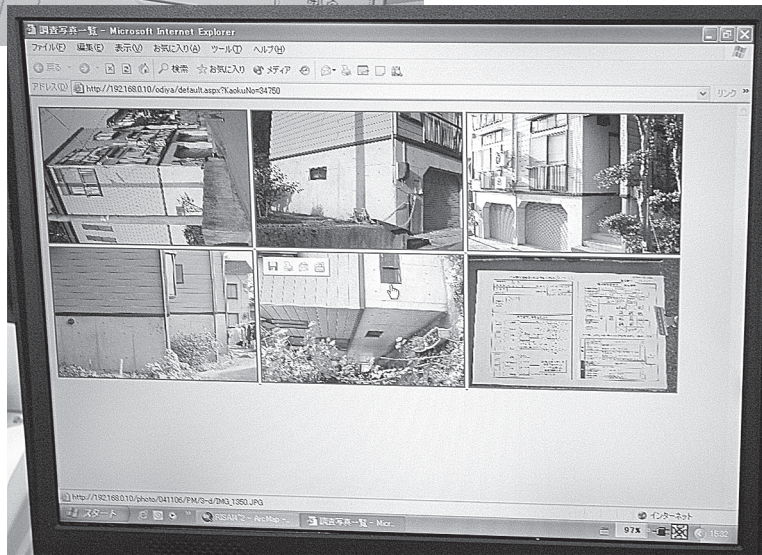 調査写真一覧 - Microsoft Internet Explorer
ファイル(F) 編集(E) 表示(V) お気に入り(A) ツール(T) ヘルプ(H)
戻る 検索 お気に入り メディア
アドレス(D) http://192.168.0.10/odiya/default.aspx?KaokuNo=34750 リンク »
http://192.168.0.10/photo/041106/PM/3-d/IMG_1350.JPG
インターネット
スタート » RISAN*2 - ArcMap -... 調査写真一覧 - Micr... 97% 15:32